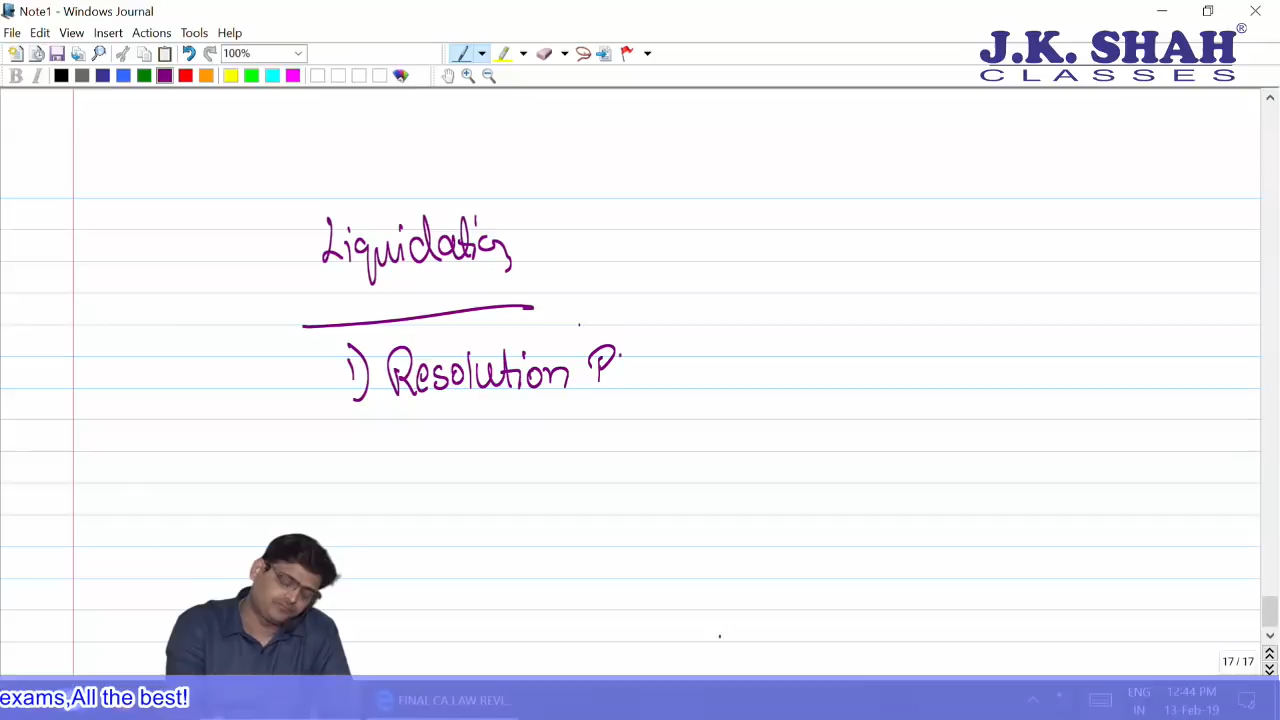 Note1 - Windows Journal
File Edit View Insert Actions Tools Help
100%
J.K. SHAH®
CLASSES
Liquidation
1) Resolution P
17 / 17
exams,All the best!
FINAL CA LAW REVI...
ENG
IN
12:44 PM
13-Feb-19